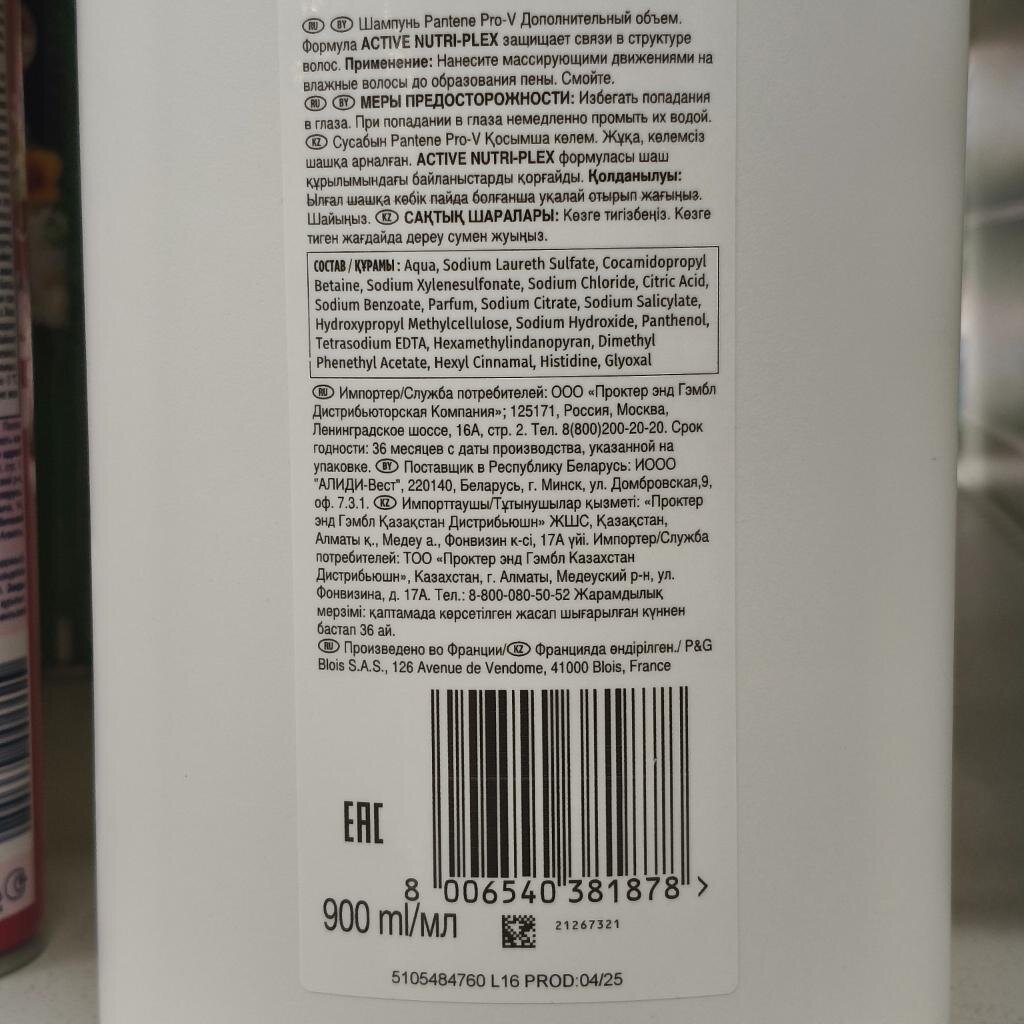 RU BY Шампунь Pantene Pro-V Дополнительный объем.
Формула ACTIVE NUTRI-PLEX защищает связи в структуре
волос. Применение: Нанесите массирующими движениями на
влажные волосы до образования пены. Смойте.
RU BY МЕРЫ ПРЕДОСТОРОЖНОСТИ: Избегать попадания
в глаза. При попадании в глаза немедленно промыть их водой.
KZ Сусабын Pantene Pro-V Қосымша көлем. Жұқа, көлемсіз
шашқа арналған. ACTIVE NUTRI-PLEX формуласы шаш
құрылымындағы байланыстарды қорғайды. Қолданылуы:
Ылғал шашқа көбік пайда болғанша уқалай отырып жағыңыз.
Шайыңыз. KZ САҚТЫҚ ШАРАЛАРЫ: Көзге тигізбеңіз. Көзге
тиген жағдайда дереу сумен жуыңыз.
СОСТАВ / ҚҰРАМЫ : Aqua, Sodium Laureth Sulfate, Cocamidopropyl
Betaine, Sodium Xylenesulfonate, Sodium Chloride, Citric Acid,
Sodium Benzoate, Parfum, Sodium Citrate, Sodium Salicylate,
Hydroxypropyl Methylcellulose, Sodium Hydroxide, Panthenol,
Tetrasodium EDTA, Hexamethylindanopyran, Dimethyl
Phenethyl Acetate, Hexyl Cinnamal, Histidine, Glyoxal
RU Импортер/Служба потребителей: ООО «Проктер энд Гэмбл
Дистрибьюторская Компания»; 125171, Россия, Москва,
Ленинградское шоссе, 16А, стр. 2. Тел. 8(800)200-20-20. Срок
годности: 36 месяцев с даты производства, указанной на
упаковке. BY Поставщик в Республику Беларусь: ИООО
"АЛИДИ-Вест", 220140, Беларусь, г. Минск, ул. Домбровская,9,
оф. 7.3.1. KZ Импорттаушы/Тұтынушылар қызметі: «Проктер
энд Гэмбл Қазақстан Дистрибьюшн» ЖШС, Қазақстан,
Алматы қ., Медеу а., Фонвизин к-сі, 17А үйі. Импортер/Служба
потребителей: ТОО «Проктер энд Гэмбл Казахстан
Дистрибьюшн», Казахстан, г. Алматы, Медеуский р-н, ул.
Фонвизина, д. 17А. Тел.: 8-800-080-50-52 Жарамдылық
мерзімі: қаптамада көрсетілген жасап шығарылған күннен
бастап 36 ай.
RU Произведено во Франции/KZ Францияда өндірілген./ P&G
Blois S.A.S., 126 Avenue de Vendome, 41000 Blois, France
EAC
8 006540 381878 >
900 ml/мл
21267321
5105484760 L16 PROD:04/25